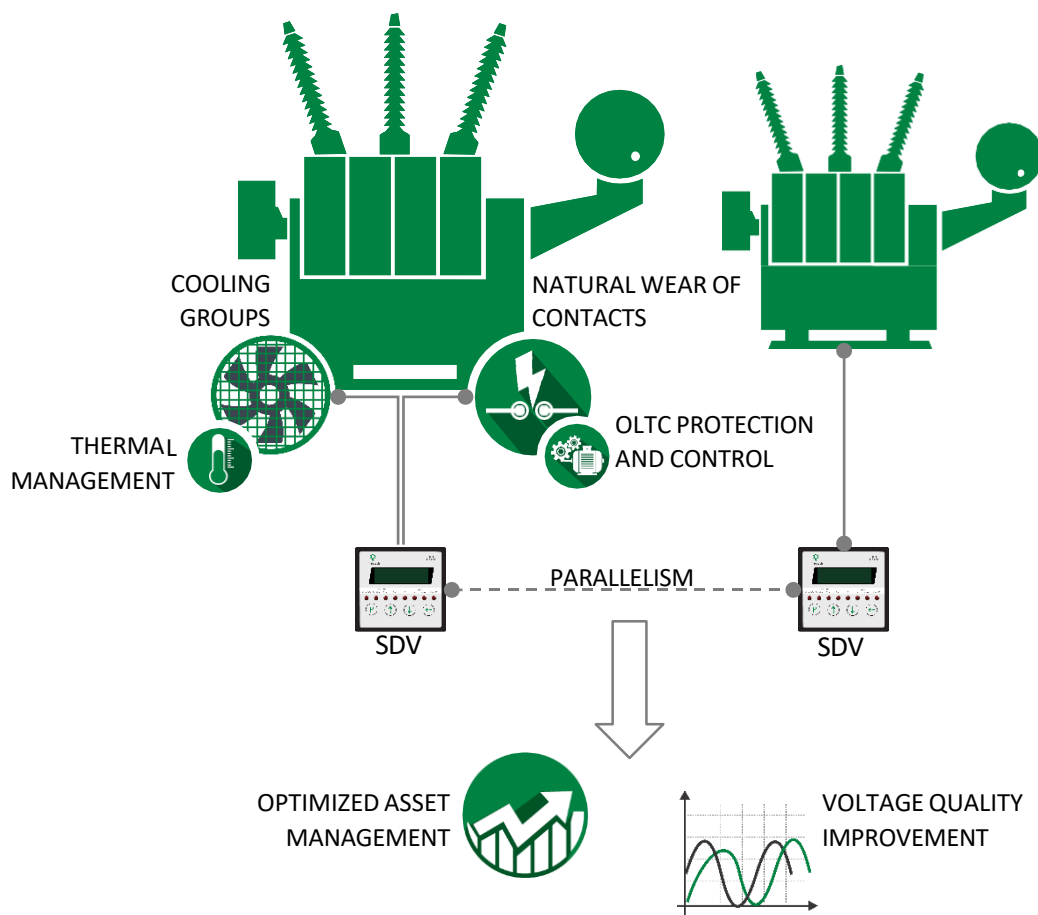 COOLING
GROUPS
NATURAL WEAR OF
CONTACTS
THERMAL
MANAGEMENT
OLTC PROTECTION
AND CONTROL
PARALLELISM
SDV
SDV
OPTIMIZED ASSET
MANAGEMENT
VOLTAGE QUALITY
IMPROVEMENT